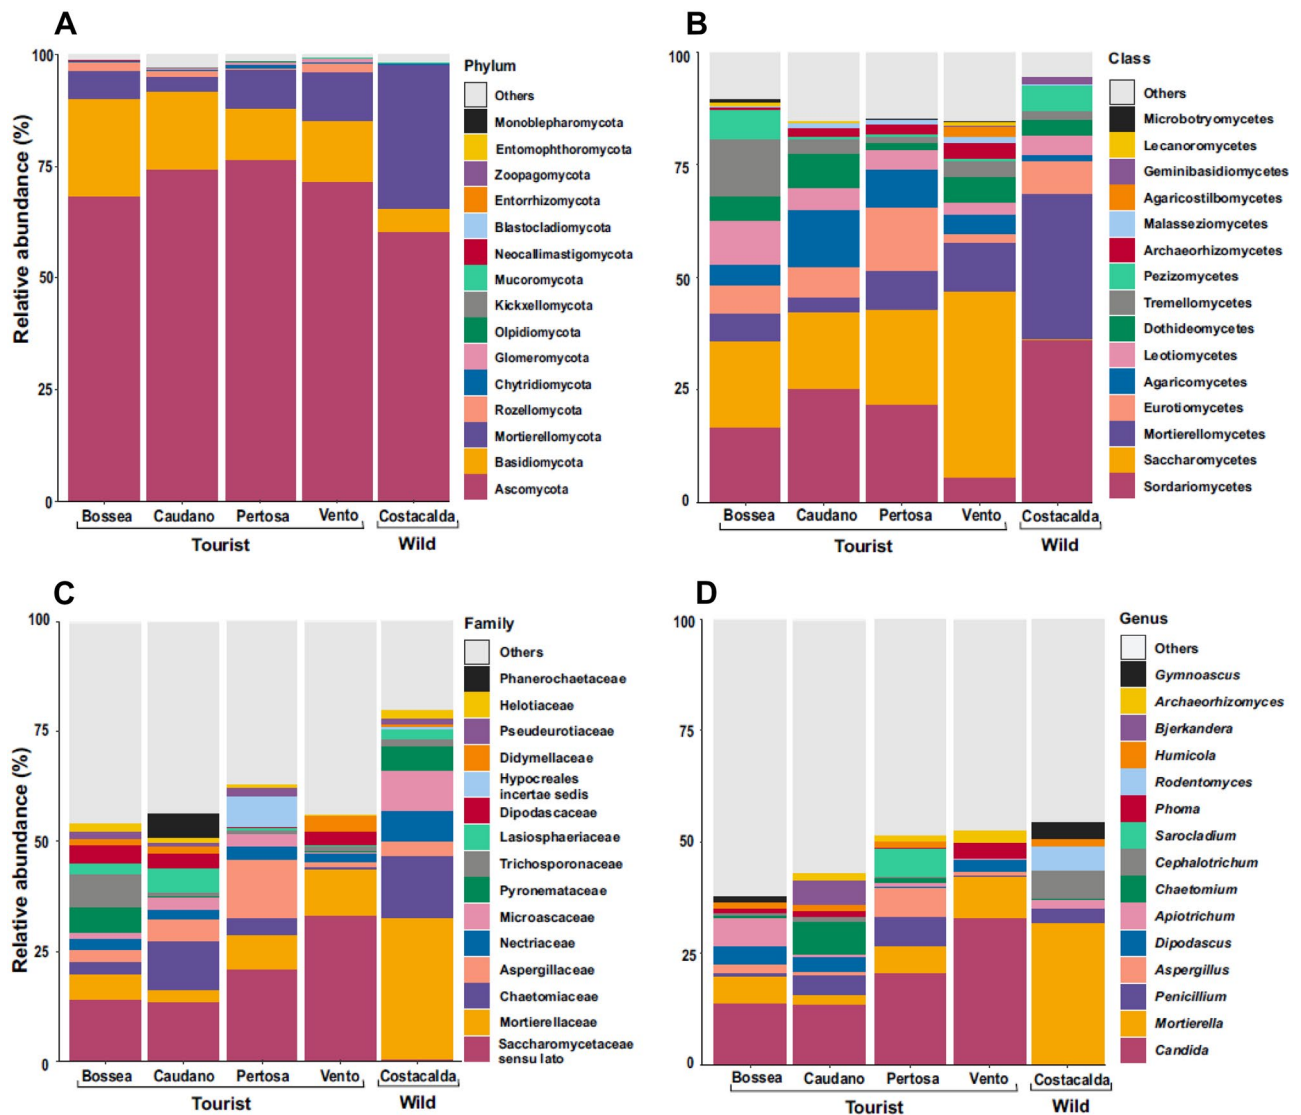 A
Relative abundance (%)
100
75
50
25
0
Bossea Caudano Pertosa Vento Costacalda
Tourist Wild
Phylum
Others
Monoblepharomycota
Entomophthoromycota
Zoopagomycota
Entorrhizomycota
Blastocladiomycota
Neocallimastigomycota
Mucoromycota
Kickxellomycota
Olpidiomycota
Glomeromycota
Chytridiomycota
Rozellomycota
Mortierellomycota
Basidiomycota
Ascomycota
B
100
75
50
25
0
Bossea Caudano Pertosa Vento Costacalda
Tourist Wild
Class
Others
Microbotryomycetes
Lecanoromycetes
Geminibasidiomycetes
Agaricostilbomycetes
Malasseziomycetes
Archaeorhizomycetes
Pezizomycetes
Tremellomycetes
Dothideomycetes
Leotiomycetes
Agaricomycetes
Eurotiomycetes
Mortierellomycetes
Saccharomycetes
Sordariomycetes
C
Relative abundance (%)
100
75
50
25
0
Bossea Caudano Pertosa Vento Costacalda
Tourist Wild
Family
Others
Phanerochaetaceae
Helotiaceae
Pseudeurotiaceae
Didymellaceae
Hypocreales
incertae sedis
Dipodascaceae
Lasiosphaeriaceae
Trichosporonaceae
Pyronemataceae
Microascaceae
Nectriaceae
Aspergillaceae
Chaetomiaceae
Mortierellaceae
Saccharomycetaceae
sensu lato
D
100
75
50
25
0
Bossea Caudano Pertosa Vento Costacalda
Tourist Wild
Genus
Others
Gymnoascus
Archaeorhizomyces
Bjerkandera
Humicola
Rodentomyces
Phoma
Sarocladium
Cephalotrichum
Chaetomium
Apiotrichum
Dipodascus
Aspergillus
Penicillium
Mortierella
Candida